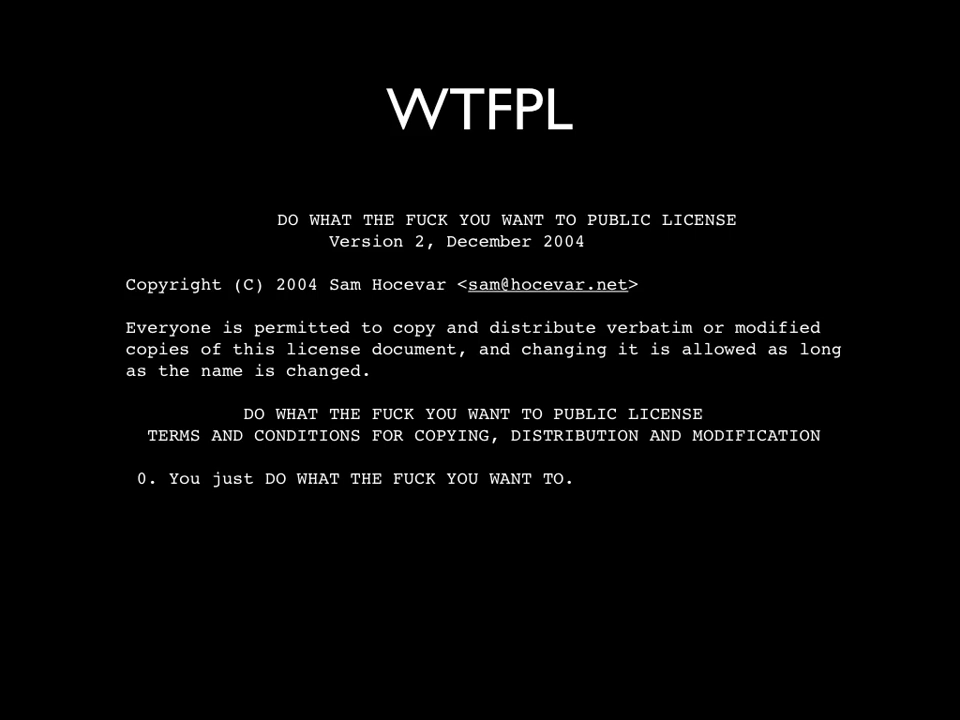 WTFPL
DO WHAT THE FUCK YOU WANT TO PUBLIC LICENSE
Version 2, December 2004
Copyright (C) 2004 Sam Hocevar <sam@hocevar.net>
Everyone is permitted to copy and distribute verbatim or modified
copies of this license document, and changing it is allowed as long
as the name is changed.
DO WHAT THE FUCK YOU WANT TO PUBLIC LICENSE
TERMS AND CONDITIONS FOR COPYING, DISTRIBUTION AND MODIFICATION
0. You just DO WHAT THE FUCK YOU WANT TO.